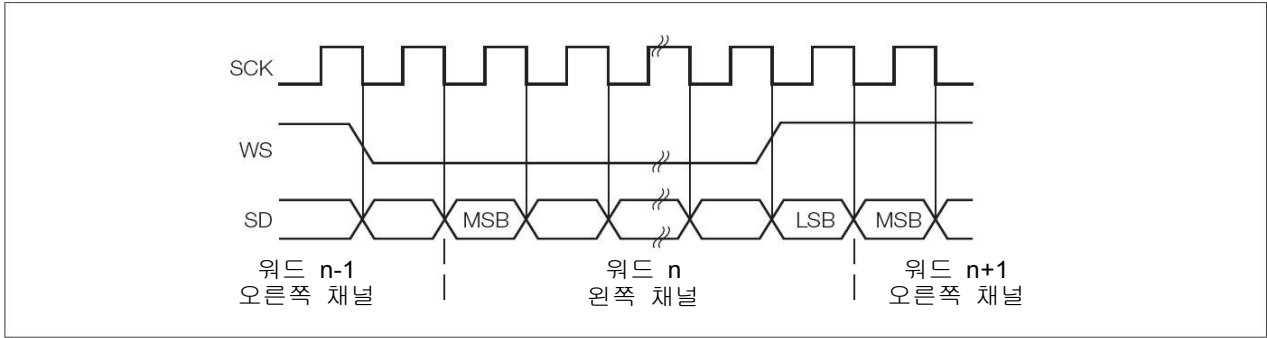 SCK
WS
SD
MSB
LSB
MSB
워드 n-1
오른쪽 채널
워드 n
왼쪽 채널
워드 n+1
오른쪽 채널